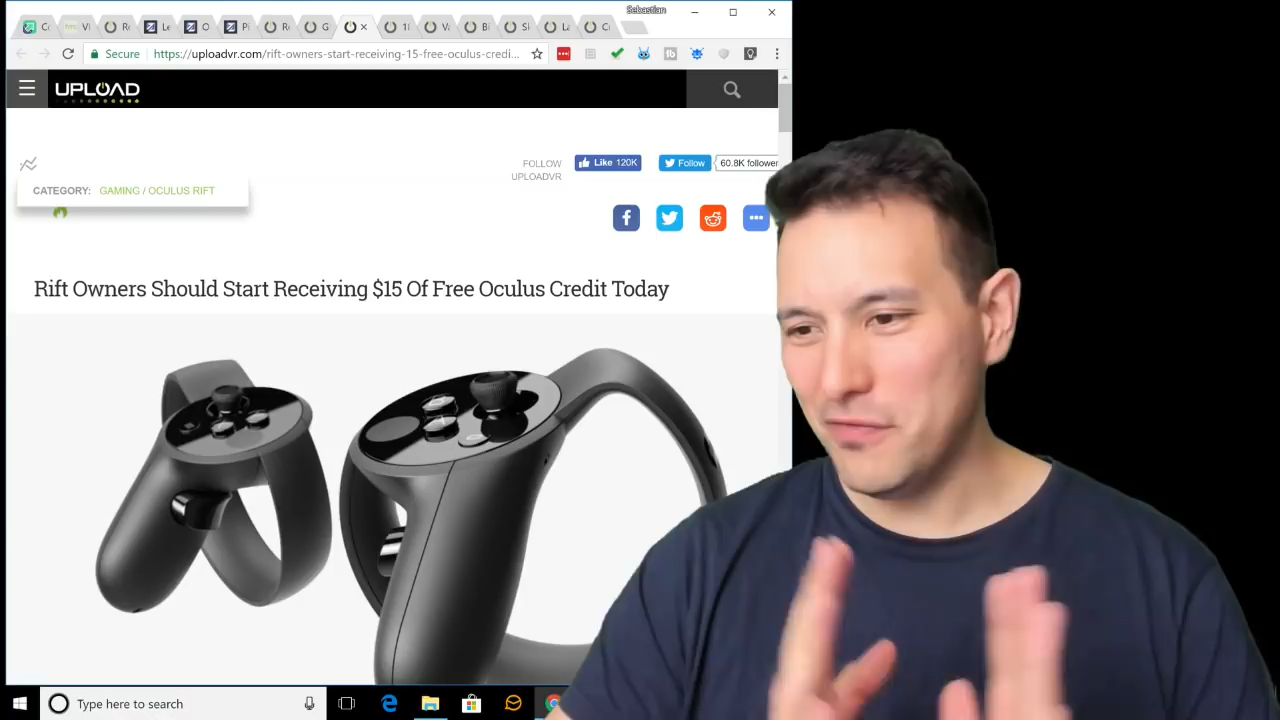 Sebastian
Secure
https://uploadvr.com/rift-owners-start-receiving-15-free-oculus-credi...
UPLOAD
FOLLOW
UPLOADVR
Like 120K
Follow
60.8K follower
CATEGORY: GAMING / OCULUS RIFT
Rift Owners Should Start Receiving $15 Of Free Oculus Credit Today
Type here to search